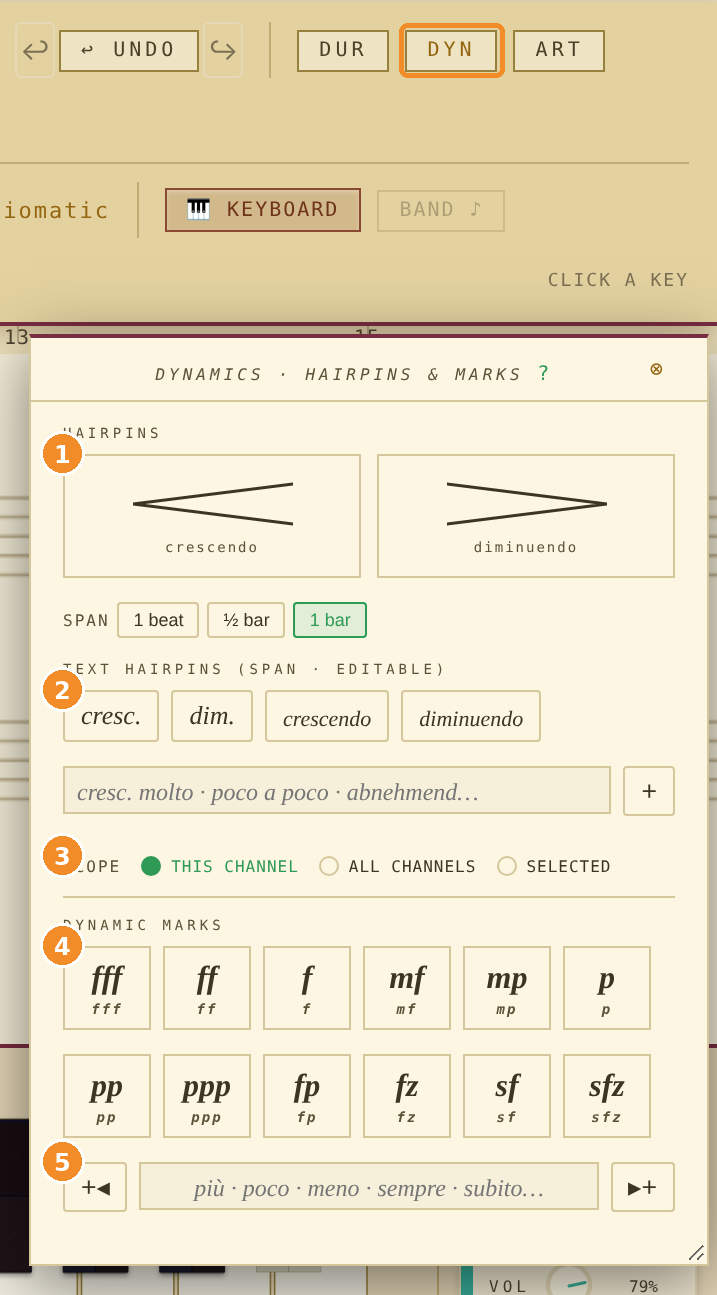 ↩ UNDO DUR DYN ART
iomatic KEYBOARD BAND ♪
CLICK A KEY
13 15
DYNAMICS · HAIRPINS & MARKS ? ⊗
HAIRPINS
1
crescendo diminuendo
SPAN 1 beat ½ bar 1 bar
TEXT HAIRPINS (SPAN · EDITABLE)
2
cresc. dim. crescendo diminuendo
cresc. molto · poco a poco · abnehmend… +
3
SCOPE THIS CHANNEL ALL CHANNELS SELECTED
DYNAMIC MARKS
4
fff ff f mf mp p
fff ff f mf mp p
pp ppp fp fz sf sfz
pp ppp fp fz sf sfz
5
+◂ più · poco · meno · sempre · subito… ▸+
VOL 79%